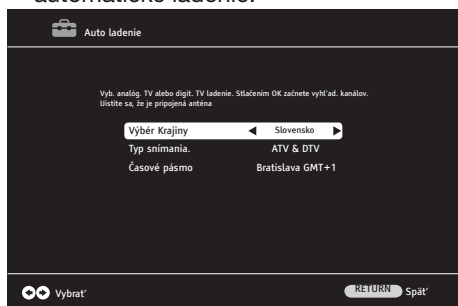 automatické ladenie.
Auto ladenie
Vyb. analóg. TV alebo digit. TV ladenie. Stlačením OK začnete vyhľad. kanálov.
Uistite sa, že je pripojená anténa
Výbér Krajiny Slovensko
Typ snímania. ATV & DTV
Časové pásmo Bratislava GMT+1
Vybrať RETURN Späť